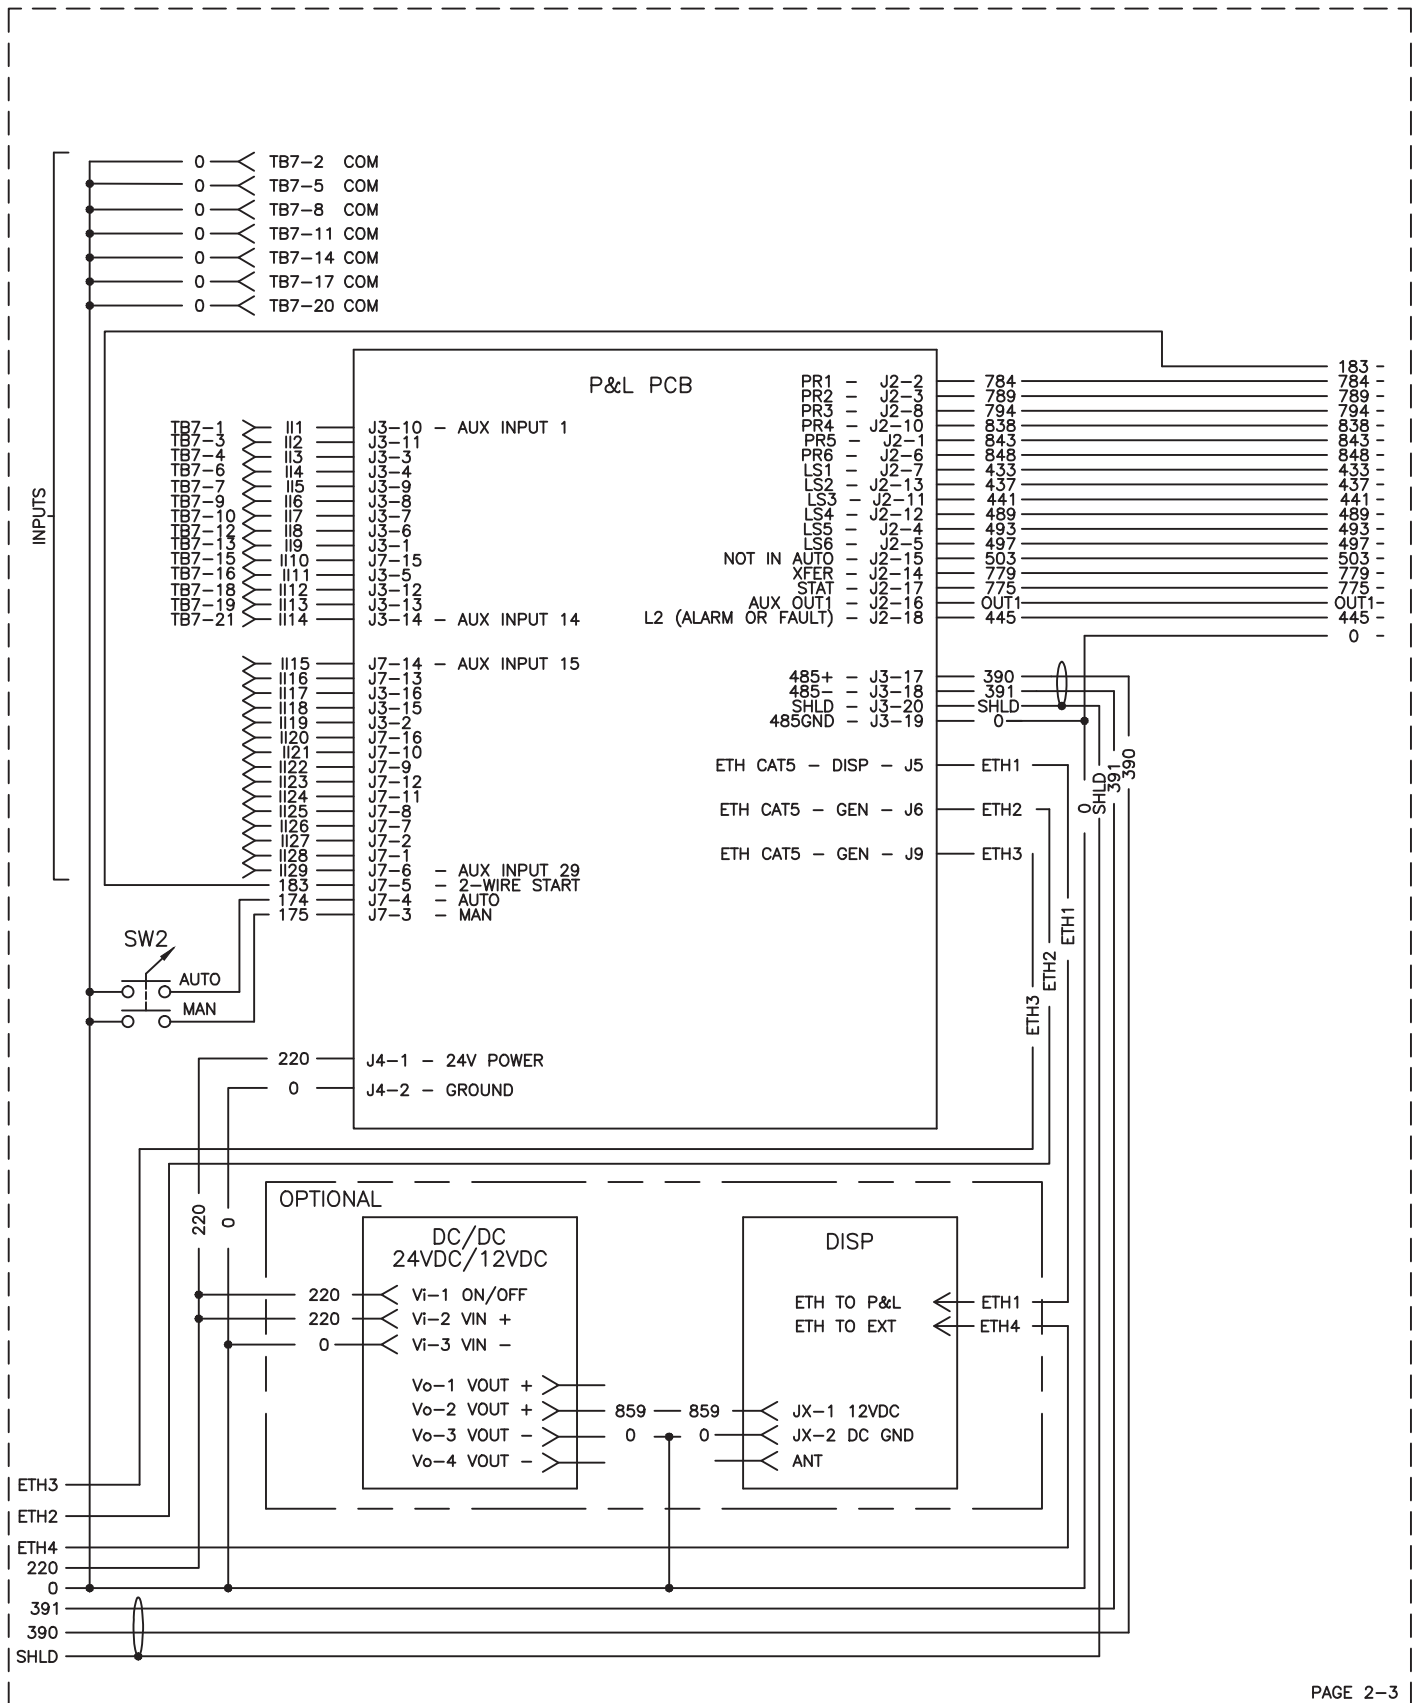 0 TB7-2 COM
0 TB7-5 COM
0 TB7-8 COM
0 TB7-11 COM
0 TB7-14 COM
0 TB7-17 COM
0 TB7-20 COM
INPUTS
P&L PCB
TB7-1 II1 J3-10 - AUX INPUT 1
TB7-3 II2 J3-11
TB7-4 II3 J3-3
TB7-6 II4 J3-4
TB7-7 II5 J3-9
TB7-9 II6 J3-8
TB7-10 II7 J3-7
TB7-12 II8 J3-6
TB7-13 II9 J3-1
TB7-15 II10 J7-15
TB7-16 II11 J3-5
TB7-18 II12 J3-12
TB7-19 II13 J3-13
TB7-21 II14 J3-14 - AUX INPUT 14
II15 J7-14 - AUX INPUT 15
II16 J7-13
II17 J3-16
II18 J3-15
II19 J3-2
II20 J7-16
II21 J7-10
II22 J7-9
II23 J7-12
II24 J7-11
II25 J7-8
II26 J7-7
II27 J7-2
II28 J7-1
II29 J7-6 - AUX INPUT 29
183 J7-5 - 2-WIRE START
174 J7-4 - AUTO
175 J7-3 - MAN
183 -
PR1 - J2-2 784 784 -
PR2 - J2-3 789 789 -
PR3 - J2-8 794 794 -
PR4 - J2-10 838 838 -
PR5 - J2-1 843 843 -
PR6 - J2-6 848 848 -
LS1 - J2-7 433 433 -
LS2 - J2-13 437 437 -
LS3 - J2-11 441 441 -
LS4 - J2-12 489 489 -
LS5 - J2-4 493 493 -
LS6 - J2-5 497 497 -
NOT IN AUTO - J2-15 503 503 -
XFER - J2-14 779 779 -
STAT - J2-17 775 775 -
AUX OUT1 - J2-16 OUT1 OUT1-
L2 (ALARM OR FAULT) - J2-18 445 445 -
0 -
485+ - J3-17 390
485- - J3-18 391
SHLD - J3-20 SHLD
485GND - J3-19 0
ETH CAT5 - DISP - J5 ETH1
ETH CAT5 - GEN - J6 ETH2
ETH CAT5 - GEN - J9 ETH3
0
SHLD
391
390
ETH1
ETH2
ETH3
SW2
AUTO
MAN
220 J4-1 - 24V POWER
0 J4-2 - GROUND
220
0
OPTIONAL
DC/DC
24VDC/12VDC
220 Vi-1 ON/OFF
220 Vi-2 VIN +
0 Vi-3 VIN -
Vo-1 VOUT +
Vo-2 VOUT + 859 859
Vo-3 VOUT - 0 0
Vo-4 VOUT -
DISP
ETH TO P&L ETH1
ETH TO EXT ETH4
JX-1 12VDC
JX-2 DC GND
ANT
ETH3
ETH2
ETH4
220
0
391
390
SHLD
PAGE 2-3